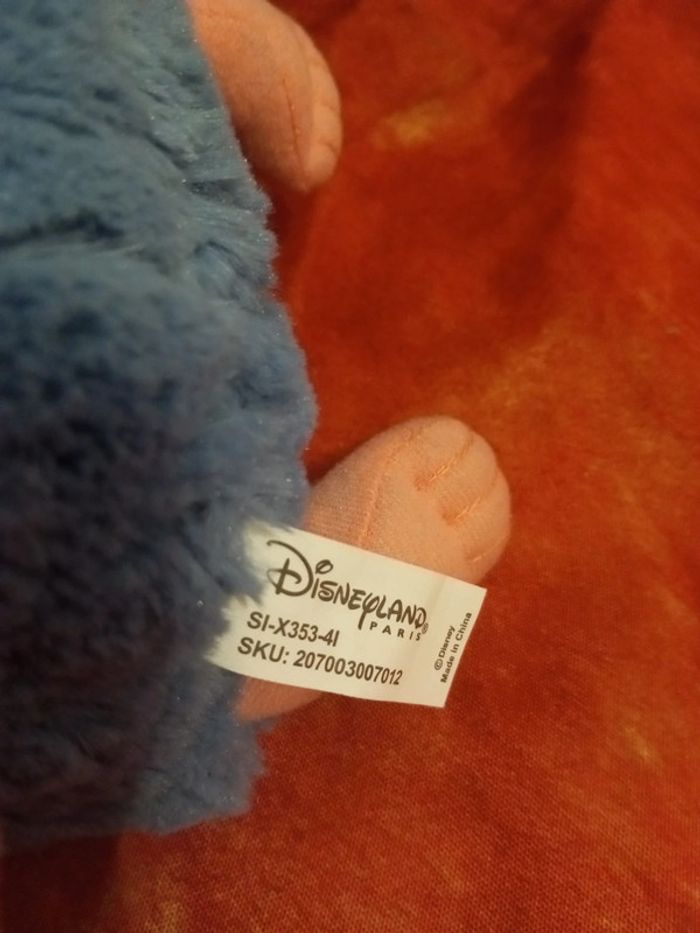 DISNEYLAND®
PARIS
SI-X353-4I
SKU: 207003007012
©Disney
Made in China